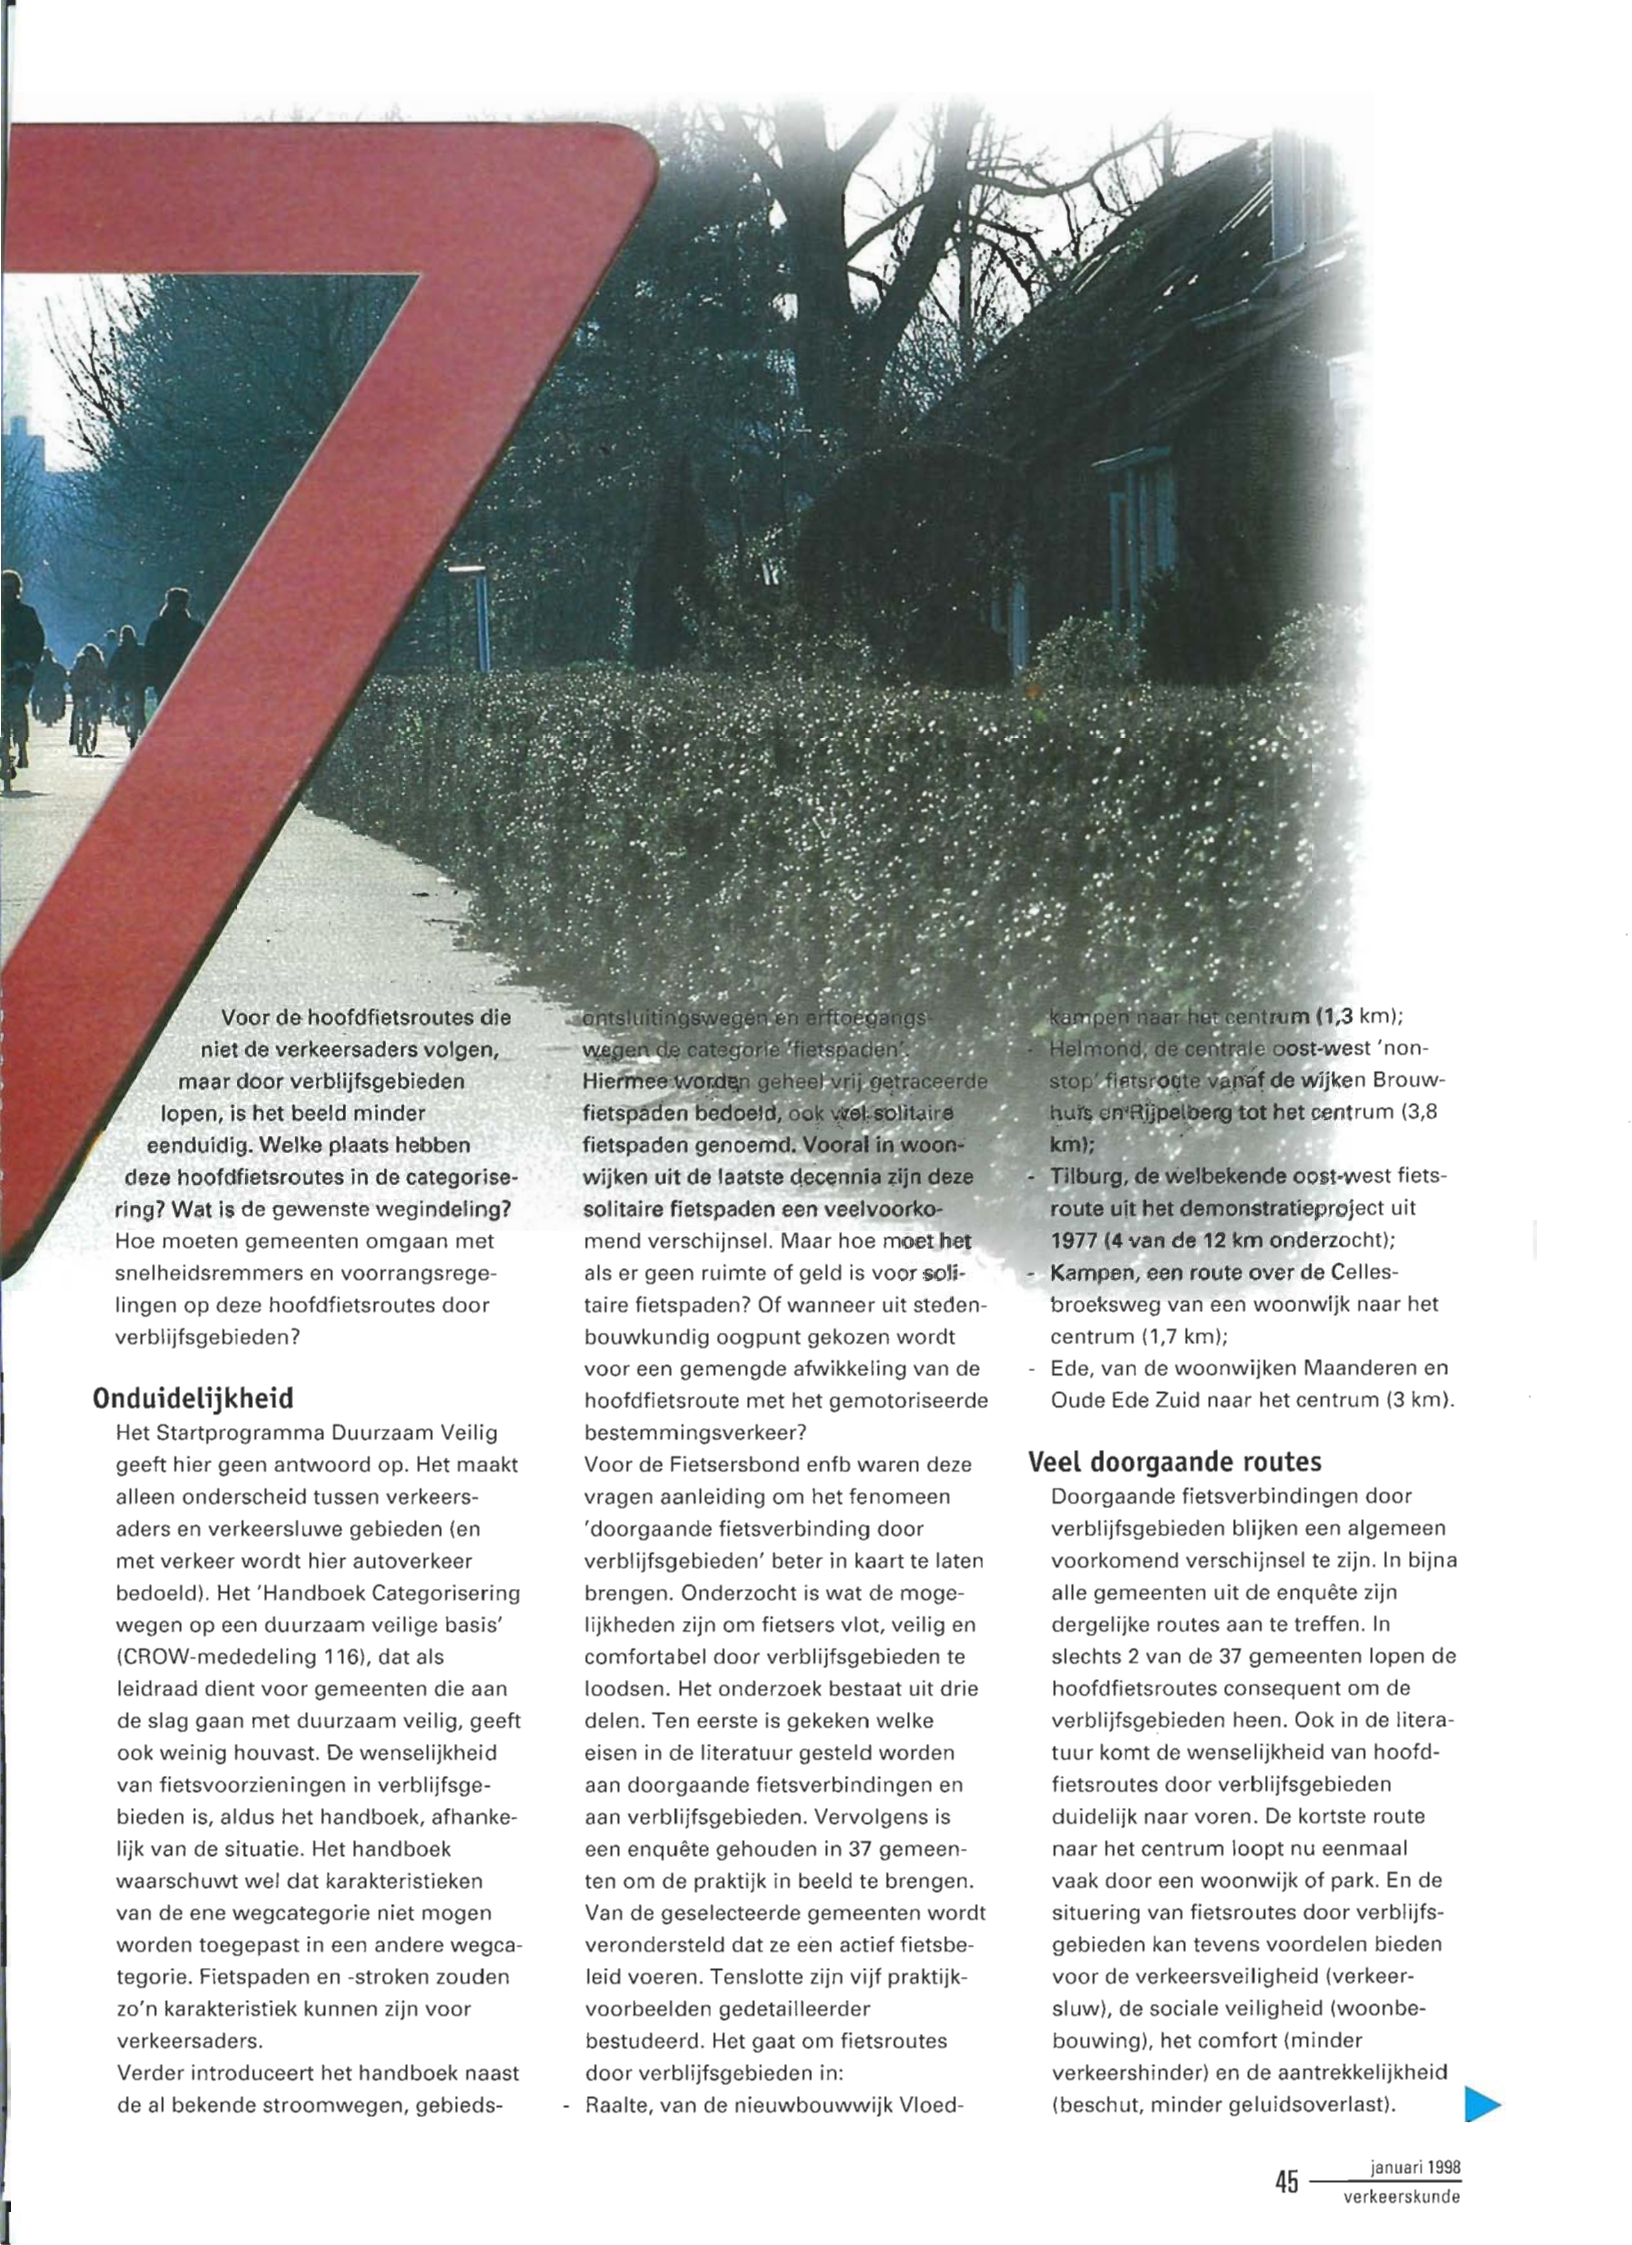 Voor de hoofdfietsroutes die
niet de verkeersaders volgen,
maar door verblijfsgebieden
lopen, is het beeld minder
eenduidig. Welke plaats hebben
deze hoofdfietsroutes in de categorise-
ring? Wat is de gewenste wegindeling?
Hoe moeten gemeenten omgaan met
snelheidsremmers en voorrangsrege-
lingen op deze hoofdfietsroutes door
verblijfsgebieden?
Onduidelijkheid
Het Startprogramma Duurzaam Veilig
geeft hier geen antwoord op. Het maakt
alleen onderscheid tussen verkeers-
aders en verkeersluwe gebieden (en
met verkeer wordt hier autoverkeer
bedoeld). Het 'Handboek Categorisering
wegen op een duurzaam veilige basis'
(CROW-mededeling 116), dat als
leidraad dient voor gemeenten die aan
de slag gaan met duurzaam veilig, geeft
ook weinig houvast. De wenselijkheid
van fietsvoorzieningen in verblijfsge-
bieden is, aldus het handboek, afhanke-
lijk van de situatie. Het handboek
waarschuwt wel dat karakteristieken
van de ene wegcategorie niet mogen
worden toegepast in een andere wegca-
tegorie. Fietspaden en -stroken zouden
zo'n karakteristiek kunnen zijn voor
verkeersaders.
Verder introduceert het handboek naast
de al bekende stroomwegen, gebieds-
ontsluitingswegen en erftoegangs-
wegen de categorie 'fietspaden'.
Hiermee worden geheel vrij getraceerde
fietspaden bedoeld, ook wel solitaire
fietspaden genoemd. Vooral in woon-
wijken uit de laatste decennia zijn deze
solitaire fietspaden een veelvoorko-
mend verschijnsel. Maar hoe moet het
als er geen ruimte of geld is voor soli-
taire fietspaden? Of wanneer uit steden-
bouwkundig oogpunt gekozen wordt
voor een gemengde afwikkeling van de
hoofdfietsroute met het gemotoriseerde
bestemmingsverkeer?
Voor de Fietsersbond enfb waren deze
vragen aanleiding om het fenomeen
'doorgaande fietsverbinding door
verblijfsgebieden' beter in kaart te laten
brengen. Onderzocht is wat de moge-
lijkheden zijn om fietsers vlot, veilig en
comfortabel door verblijfsgebieden te
loodsen. Het onderzoek bestaat uit drie
delen. Ten eerste is gekeken welke
eisen in de literatuur gesteld worden
aan doorgaande fietsverbindingen en
aan verblijfsgebieden. Vervolgens is
een enquête gehouden in 37 gemeen-
ten om de praktijk in beeld te brengen.
Van de geselecteerde gemeenten wordt
verondersteld dat ze een actief fietsbe-
leid voeren. Tenslotte zijn vijf praktijk-
voorbeelden gedetailleerder
bestudeerd. Het gaat om fietsroutes
door verblijfsgebieden in:
- Raalte, van de nieuwbouwwijk Vloed-
kampen naar het centrum (1,3 km);
- Helmond, de centrale oost-west 'non-
stop' fietsroute vanaf de wijken Brouw-
huis en Rijpelberg tot het centrum (3,8
km);
- Tilburg, de welbekende oost-west fiets-
route uit het demonstratieproject uit
1977 (4 van de 12 km onderzocht);
- Kampen, een route over de Celles-
broeksweg van een woonwijk naar het
centrum (1,7 km);
- Ede, van de woonwijken Maanderen en
Oude Ede Zuid naar het centrum (3 km).
Veel doorgaande routes
Doorgaande fietsverbindingen door
verblijfsgebieden blijken een algemeen
voorkomend verschijnsel te zijn. In bijna
alle gemeenten uit de enquête zijn
dergelijke routes aan te treffen. In
slechts 2 van de 37 gemeenten lopen de
hoofdfietsroutes consequent om de
verblijfsgebieden heen. Ook in de litera-
tuur komt de wenselijkheid van hoofd-
fietsroutes door verblijfsgebieden
duidelijk naar voren. De kortste route
naar het centrum loopt nu eenmaal
vaak door een woonwijk of park. En de
situering van fietsroutes door verblijfs-
gebieden kan tevens voordelen bieden
voor de verkeersveiligheid (verkeer-
sluw), de sociale veiligheid (woonbe-
bouwing), het comfort (minder
verkeershinder) en de aantrekkelijkheid
(beschut, minder geluidsoverlast).
45 januari 1998
verkeerskunde